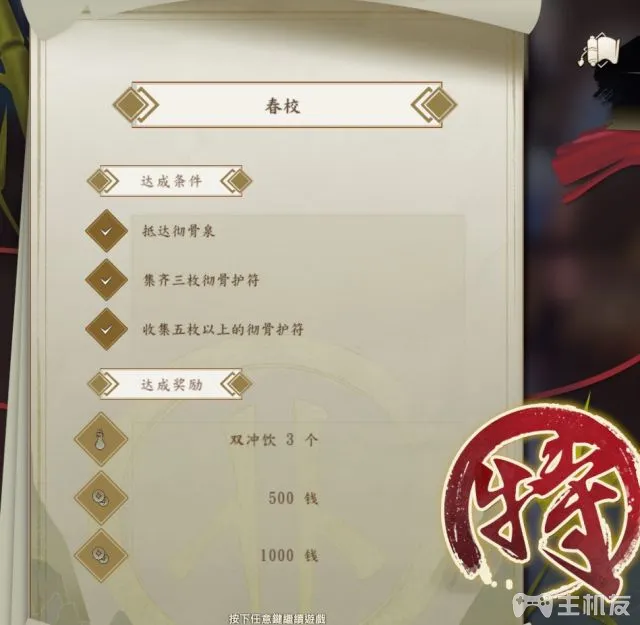 春校
达成条件
抵达彻骨泉
集齐三枚彻骨护符
收集五枚以上的彻骨护符
达成奖励
双冲饮 3 个
500 钱
1000 钱
特
按下任意鍵繼續遊戲
主机友